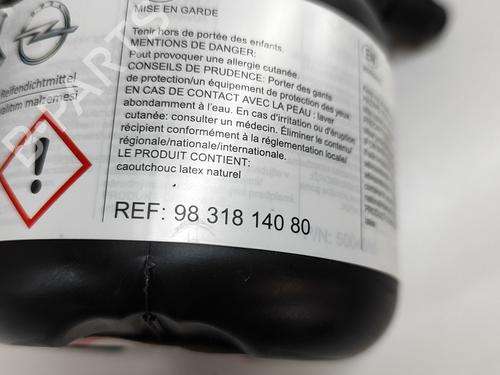 MISE EN GARDE
Tenir hors de portée des enfants.
MENTIONS DE DANGER:
Peut provoquer une allergie cutanée.
CONSEILS DE PRUDENCE: Porter des gants
de protection/un équipement de protection des yeux.
EN CAS DE CONTACT AVEC LA PEAU : laver
abondamment à l'eau. En cas d'irritation ou d'éruption
cutanée: consulter un médecin. Éliminer le contenu/
récipient conformément à la réglementation locale/
régionale/nationale/internationale.
LE PRODUIT CONTIENT:
caoutchouc latex naturel
REF: 98 318 140 80
Reifendichtmittel
malzemesi
B-PARTS